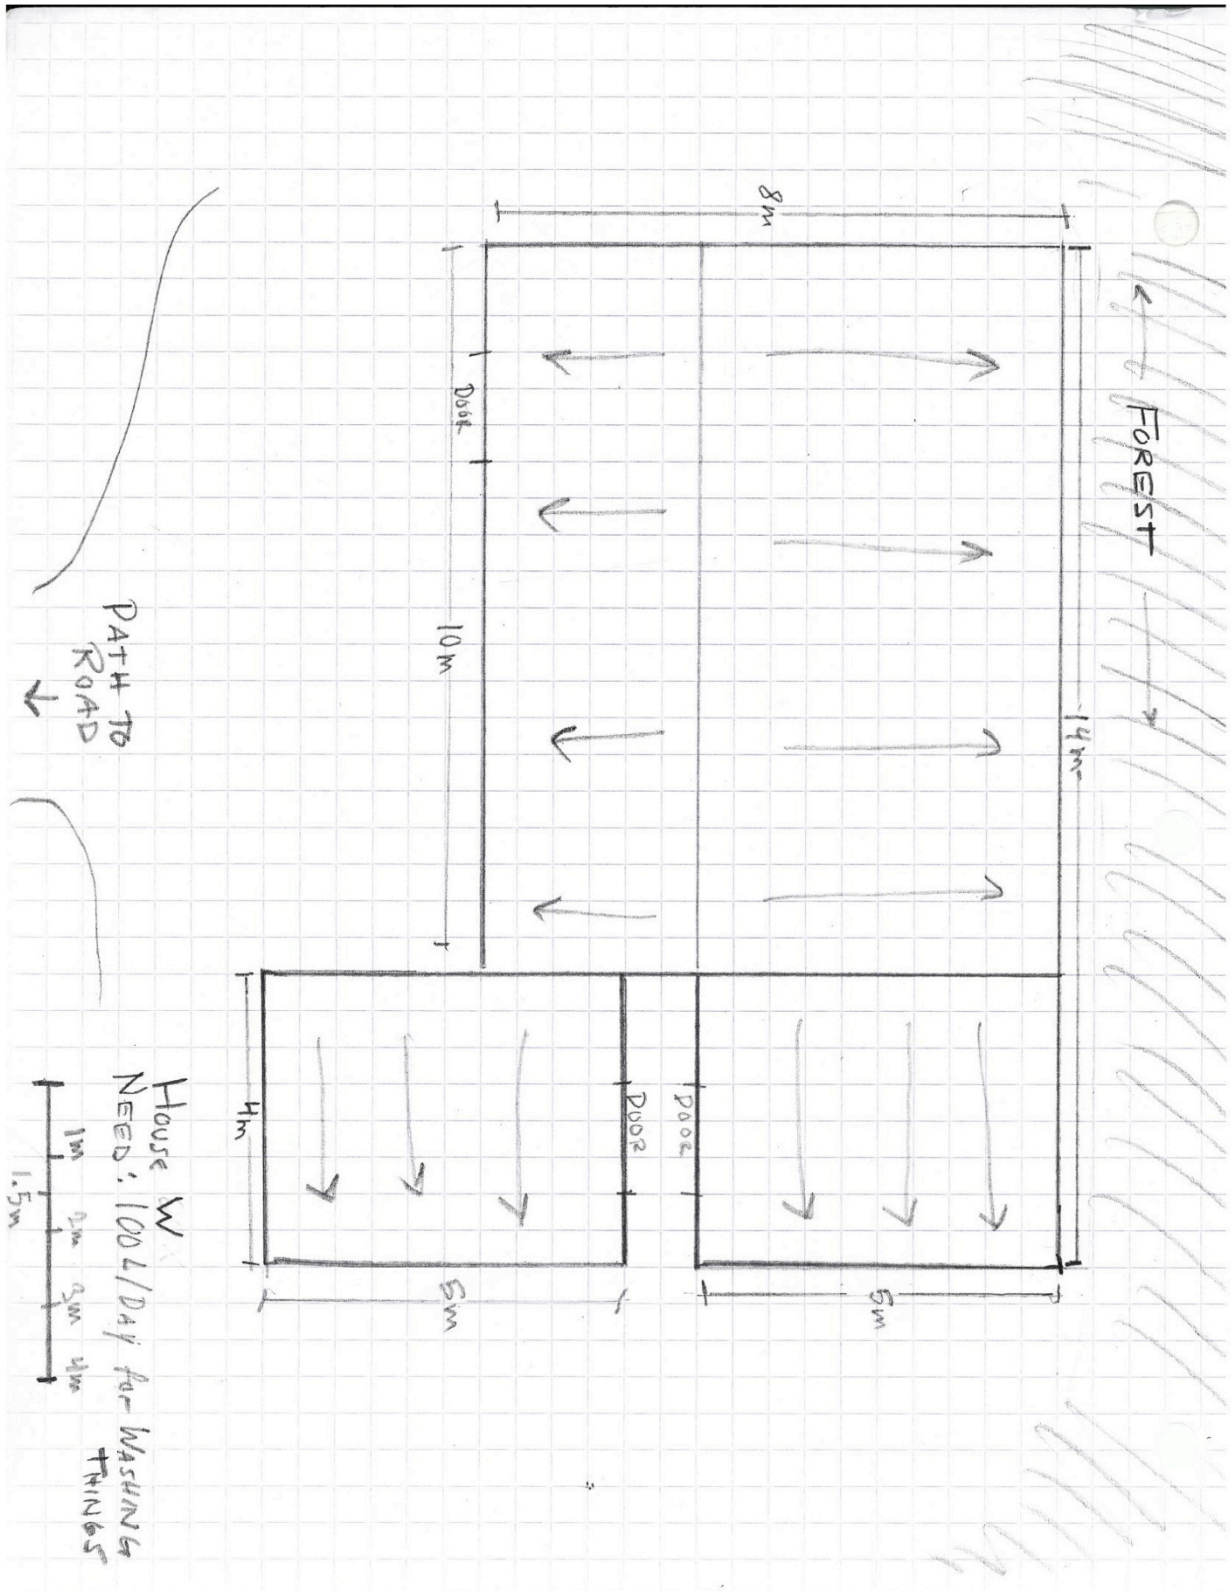 ← FOREST →
14m
8m
DOOR
10m
DOOR
DOOR
5m
5m
4m
PATH TO
ROAD
↓
House W
NEED: 100L/DAY for WASHING
THINGS
1m 2m 3m 4m
1.5m